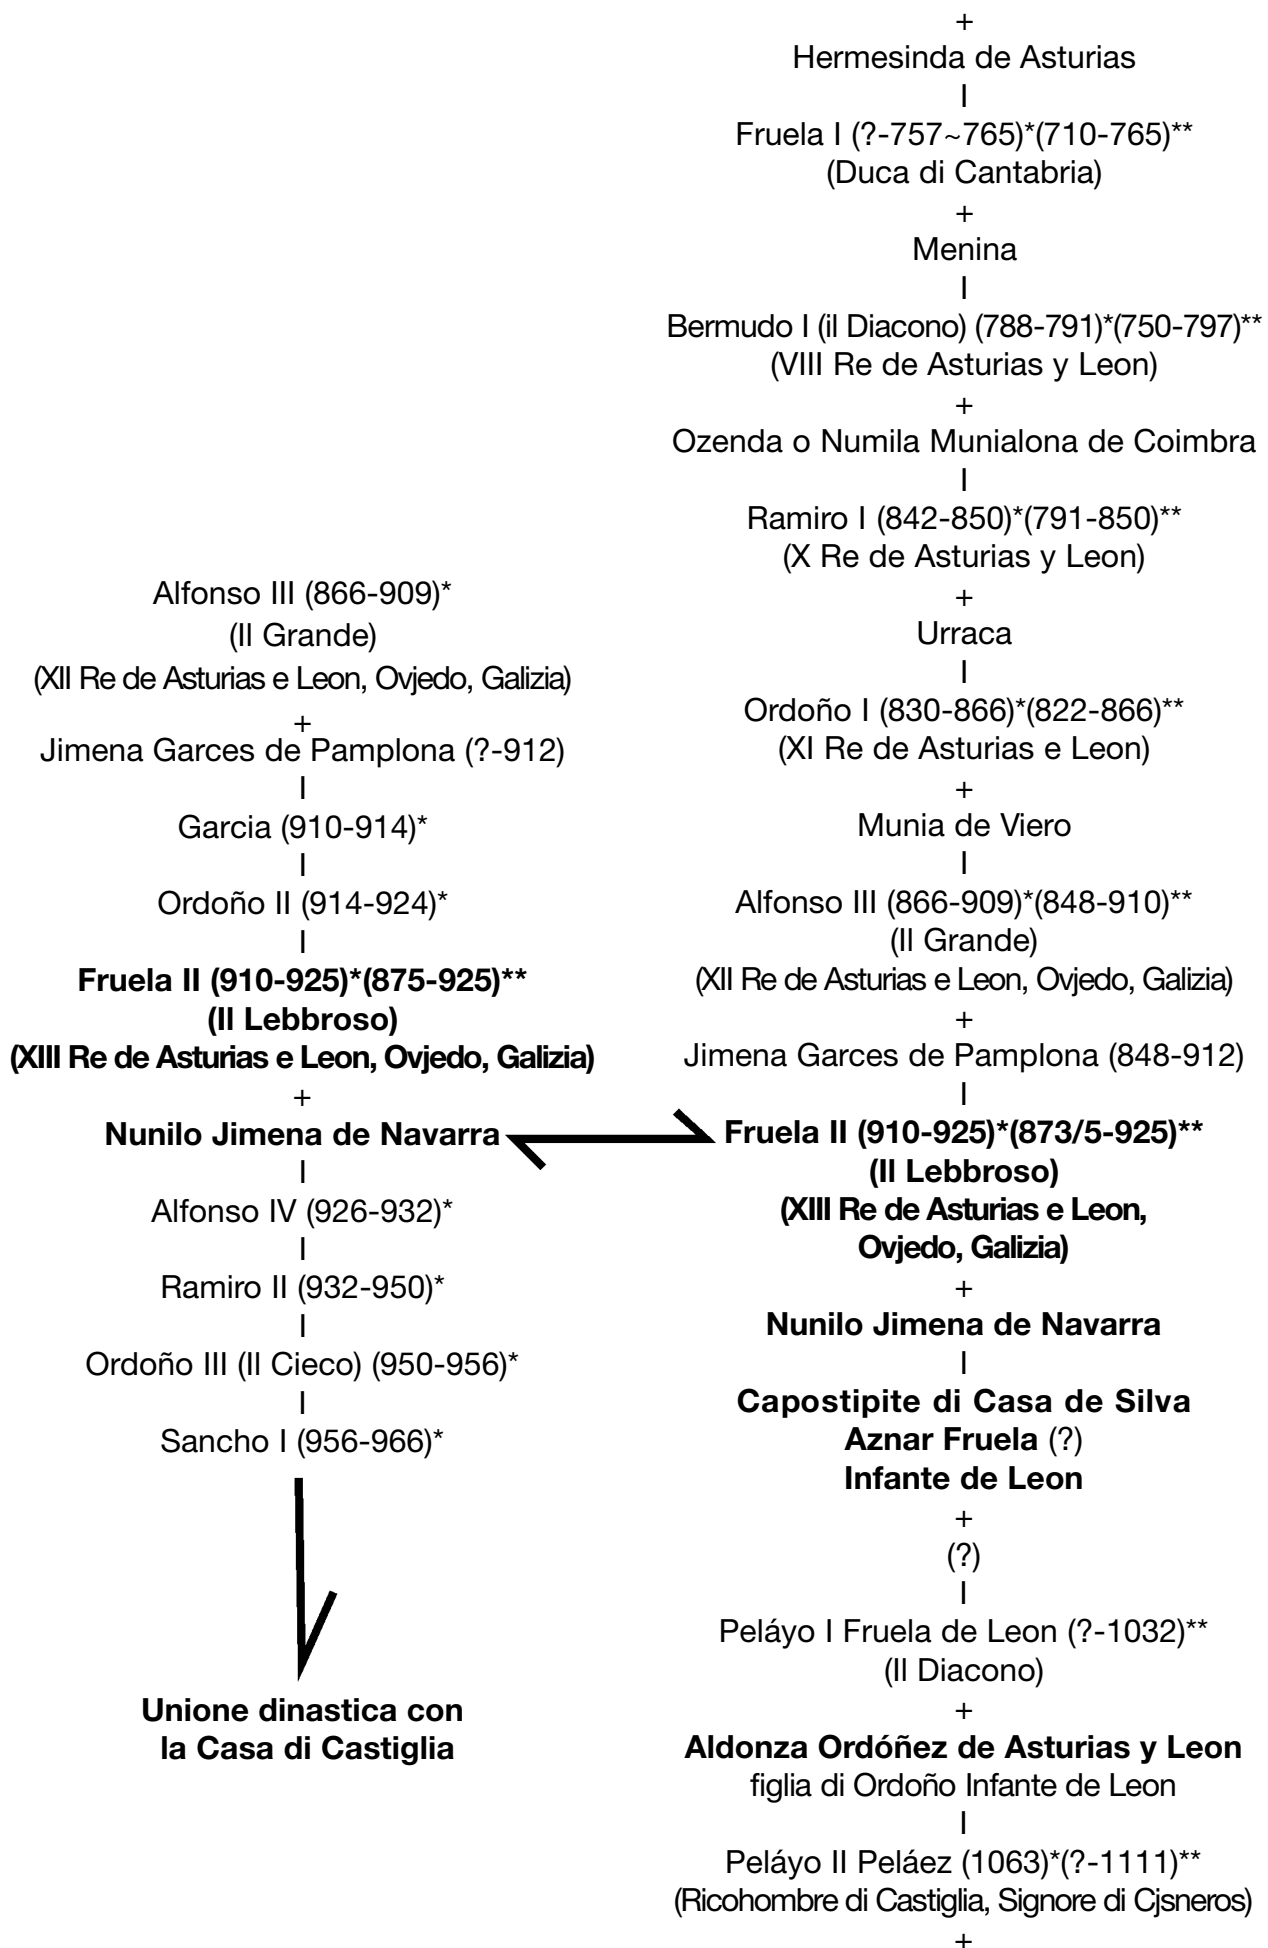 +
Hermesinda de Asturias
|
Fruela I (?-757~765)*(710-765)**
(Duca di Cantabria)
+
Menina
|
Bermudo I (il Diacono) (788-791)*(750-797)**
(VIII Re de Asturias y Leon)
+
Ozenda o Numila Munialona de Coimbra
|
Ramiro I (842-850)*(791-850)**
(X Re de Asturias y Leon)
+
Urraca
|
Ordoño I (830-866)*(822-866)**
(XI Re de Asturias e Leon)
+
Munia de Viero
|
Alfonso III (866-909)*(848-910)**
(Il Grande)
(XII Re de Asturias e Leon, Ovjedo, Galizia)
+
Jimena Garces de Pamplona (848-912)
|
Fruela II (910-925)*(873/5-925)**
(Il Lebbroso)
(XIII Re de Asturias e Leon,
Ovjedo, Galizia)
+
Nunilo Jimena de Navarra
|
Capostipite di Casa de Silva
Aznar Fruela (?)
Infante de Leon
+
(?)
|
Peláyo I Fruela de Leon (?-1032)**
(Il Diacono)
+
Aldonza Ordóñez de Asturias y Leon
figlia di Ordoño Infante de Leon
|
Peláyo II Peláez (1063)*(?-1111)**
(Ricohombre di Castiglia, Signore di Cjsneros)
+
Alfonso III (866-909)*
(Il Grande)
(XII Re de Asturias e Leon, Ovjedo, Galizia)
+
Jimena Garces de Pamplona (?-912)
|
Garcia (910-914)*
|
Ordoño II (914-924)*
|
Fruela II (910-925)*(875-925)**
(Il Lebbroso)
(XIII Re de Asturias e Leon, Ovjedo, Galizia)
+
Nunilo Jimena de Navarra
|
Alfonso IV (926-932)*
|
Ramiro II (932-950)*
|
Ordoño III (Il Cieco) (950-956)*
|
Sancho I (956-966)*
Unione dinastica con
la Casa di Castiglia